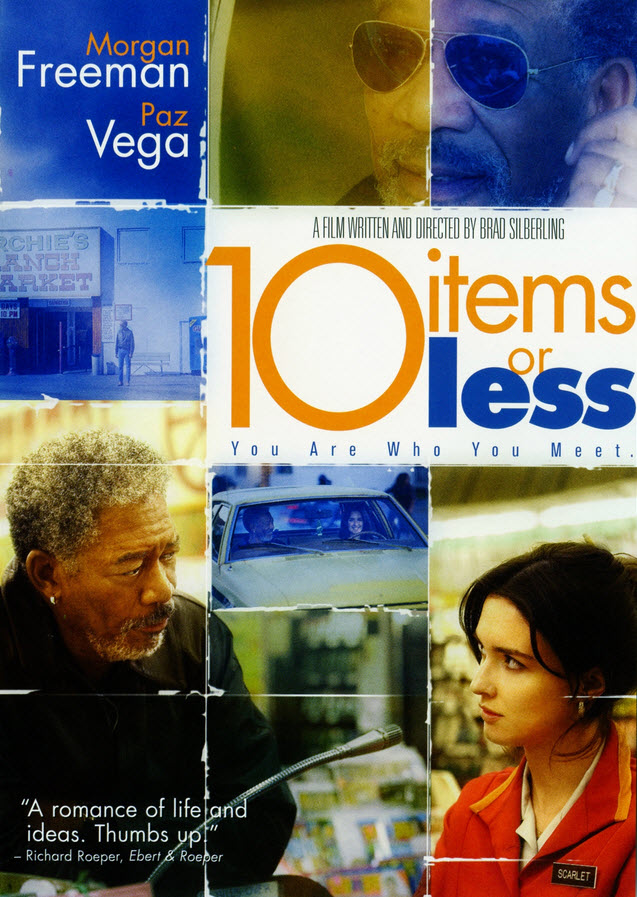 Morgan
Freeman
Paz
Vega
A FILM WRITTEN AND DIRECTED BY BRAD SILBERLING
RCHIE'S
RANCH
MARKET
10 items
or
less
You Are Who You Meet.
"A romance of life and
ideas. Thumbs up."
– Richard Roeper, Ebert & Roeper
SCARLET